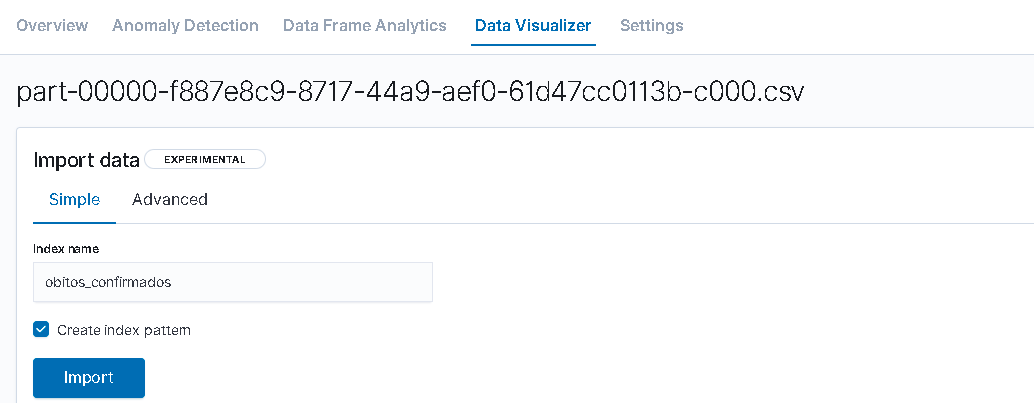 Overview Anomaly Detection Data Frame Analytics Data Visualizer Settings
part-00000-f887e8c9-8717-44a9-aef0-61d47cc0113b-c000.csv
Import data EXPERIMENTAL
Simple Advanced
Index name
obitos_confirmados
Create index pattern
Import